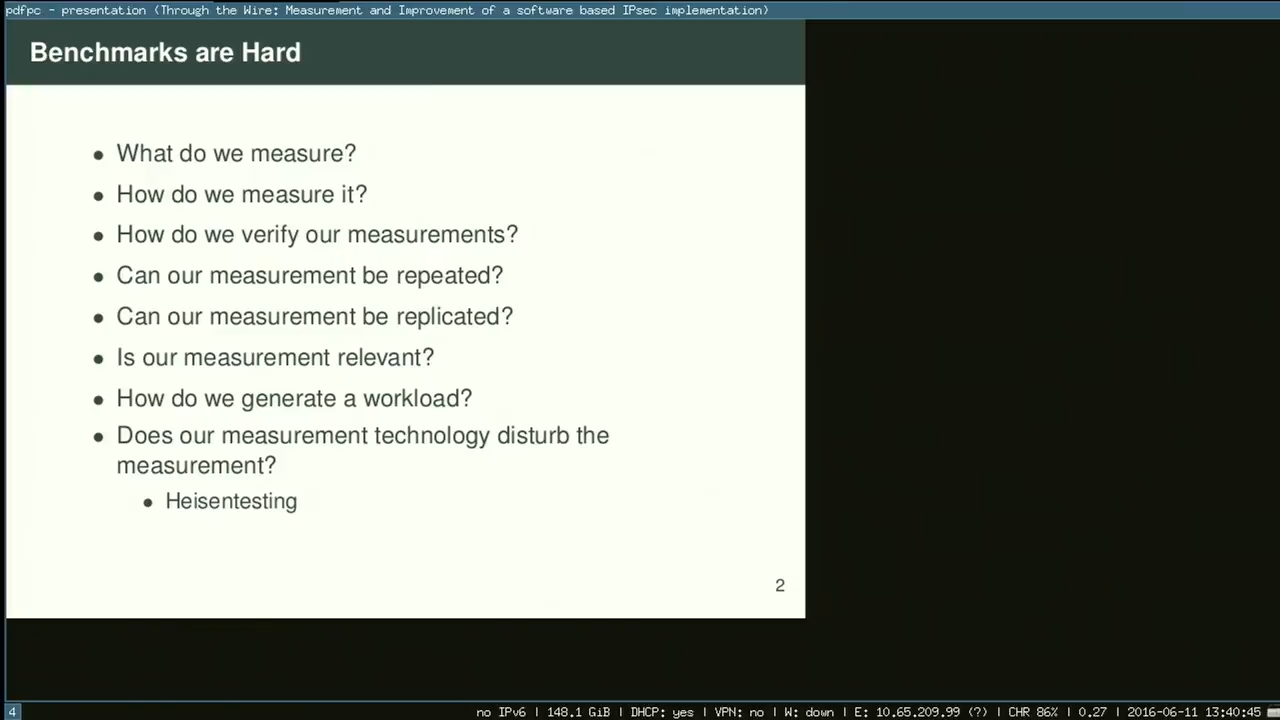 pdfpc - presentation (Through the Wire: Measurement and Improvement of a software based IPsec implementation)
Benchmarks are Hard
• What do we measure?
• How do we measure it?
• How do we verify our measurements?
• Can our measurement be repeated?
• Can our measurement be replicated?
• Is our measurement relevant?
• How do we generate a workload?
• Does our measurement technology disturb the
measurement?
• Heisentesting
2
4 no IPv6 | 148.1 GiB | DHCP: yes | VPN: no | W: down | E: 10.65.209.99 (?) | CHR 86% | 0.27 | 2016-06-11 13:40:45